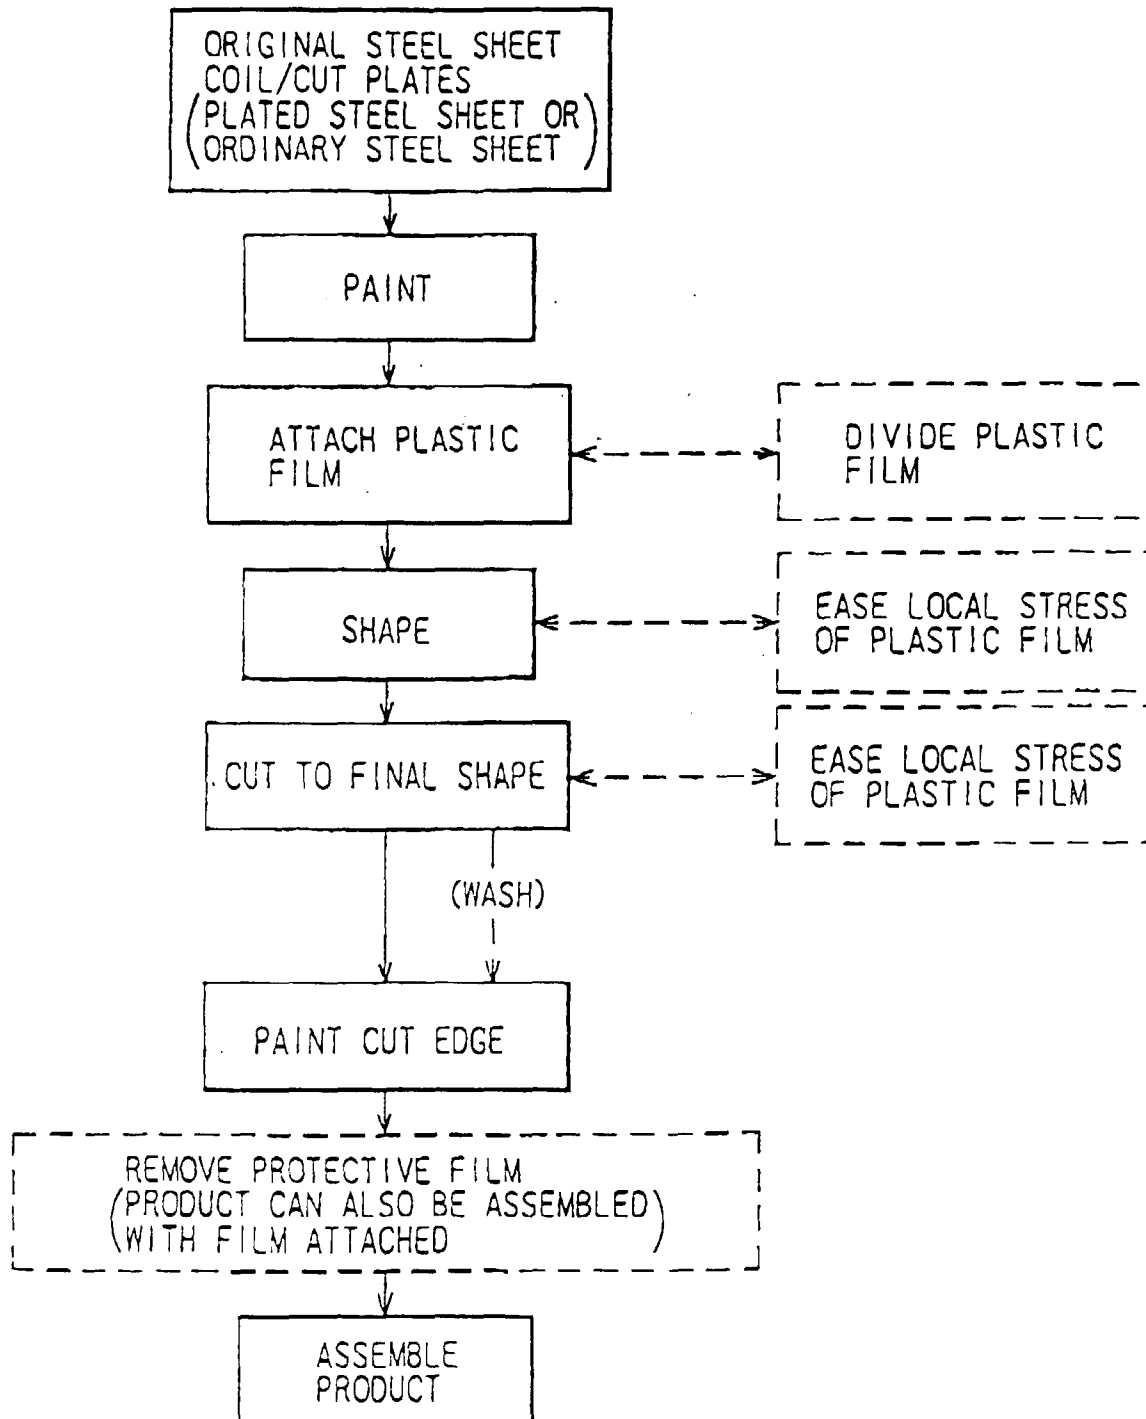 ORIGINAL STEEL SHEET
COIL/CUT PLATES
(PLATED STEEL SHEET OR
ORDINARY STEEL SHEET)
PAINT
ATTACH PLASTIC
FILM
DIVIDE PLASTIC
FILM
SHAPE
EASE LOCAL STRESS
OF PLASTIC FILM
CUT TO FINAL SHAPE
EASE LOCAL STRESS
OF PLASTIC FILM
(WASH)
PAINT CUT EDGE
REMOVE PROTECTIVE FILM
(PRODUCT CAN ALSO BE ASSEMBLED
WITH FILM ATTACHED)
ASSEMBLE
PRODUCT